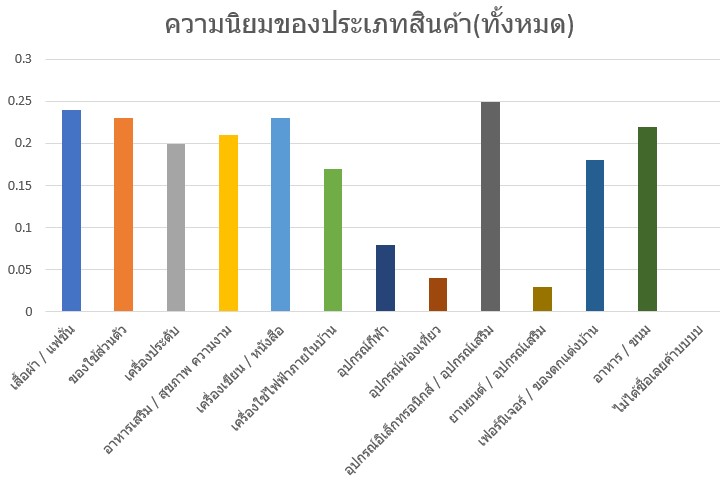 ความนิยมของประเภทสินค้า(ทั้งหมด)
0.3
0.25
0.2
0.15
0.1
0.05
0
เสื้อผ้า / แฟชั่น
ของใช้ส่วนตัว
เครื่องประดับ
อาหารเสริม / สุขภาพ ความงาม
เครื่องเขียน / หนังสือ
เครื่องใช้ไฟฟ้าภายในบ้าน
อุปกรณ์กีฬา
อุปกรณ์ท่องเที่ยว
อุปกรณ์อิเล็กทรอนิกส์ / อุปกรณ์เสริม
ยานยนต์ / อุปกรณ์เสริม
เฟอร์นิเจอร์ / ของตกแต่งบ้าน
อาหาร / ขนม
ไม่ได้ซื้อเลยค้าบบบบ